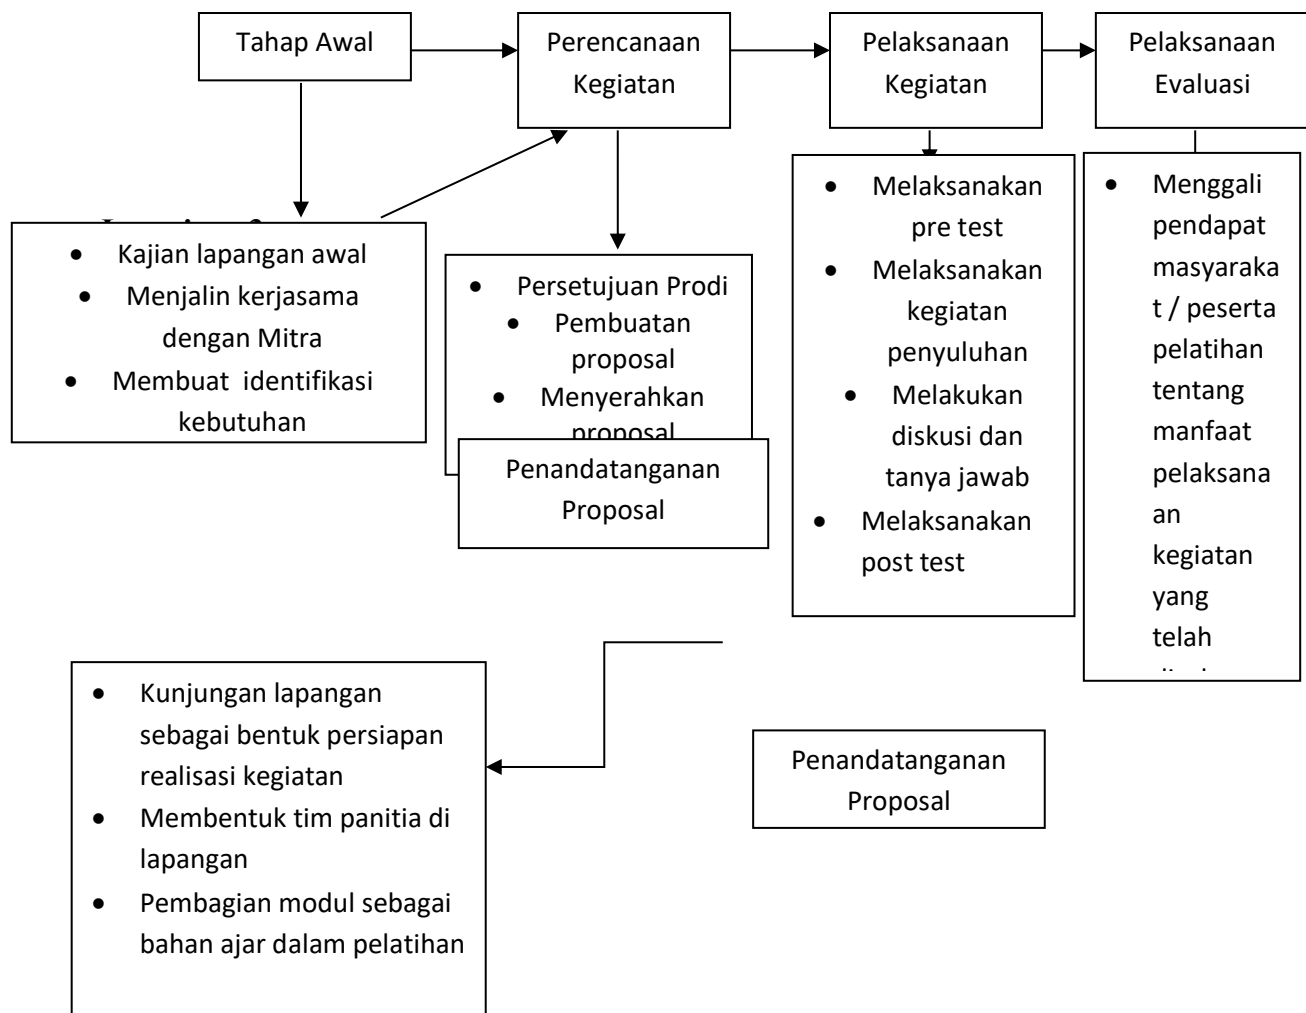 Tahap Awal
Perencanaan
Kegiatan
Pelaksanaan
Kegiatan
Pelaksanaan
Evaluasi
• Kajian lapangan awal
• Menjalin kerjasama
dengan Mitra
• Membuat identifikasi
kebutuhan
• Persetujuan Prodi
• Pembuatan
proposal
• Menyerahkan
proposal
Penandatanganan
Proposal
• Melaksanakan
pre test
• Melaksanakan
kegiatan
penyuluhan
• Melakukan
diskusi dan
tanya jawab
• Melaksanakan
post test
• Menggali
pendapat
masyaraka
t / peserta
pelatihan
tentang
manfaat
pelaksana
an
kegiatan
yang
telah
• Kunjungan lapangan
sebagai bentuk persiapan
realisasi kegiatan
• Membentuk tim panitia di
lapangan
• Pembagian modul sebagai
bahan ajar dalam pelatihan
Penandatanganan
Proposal